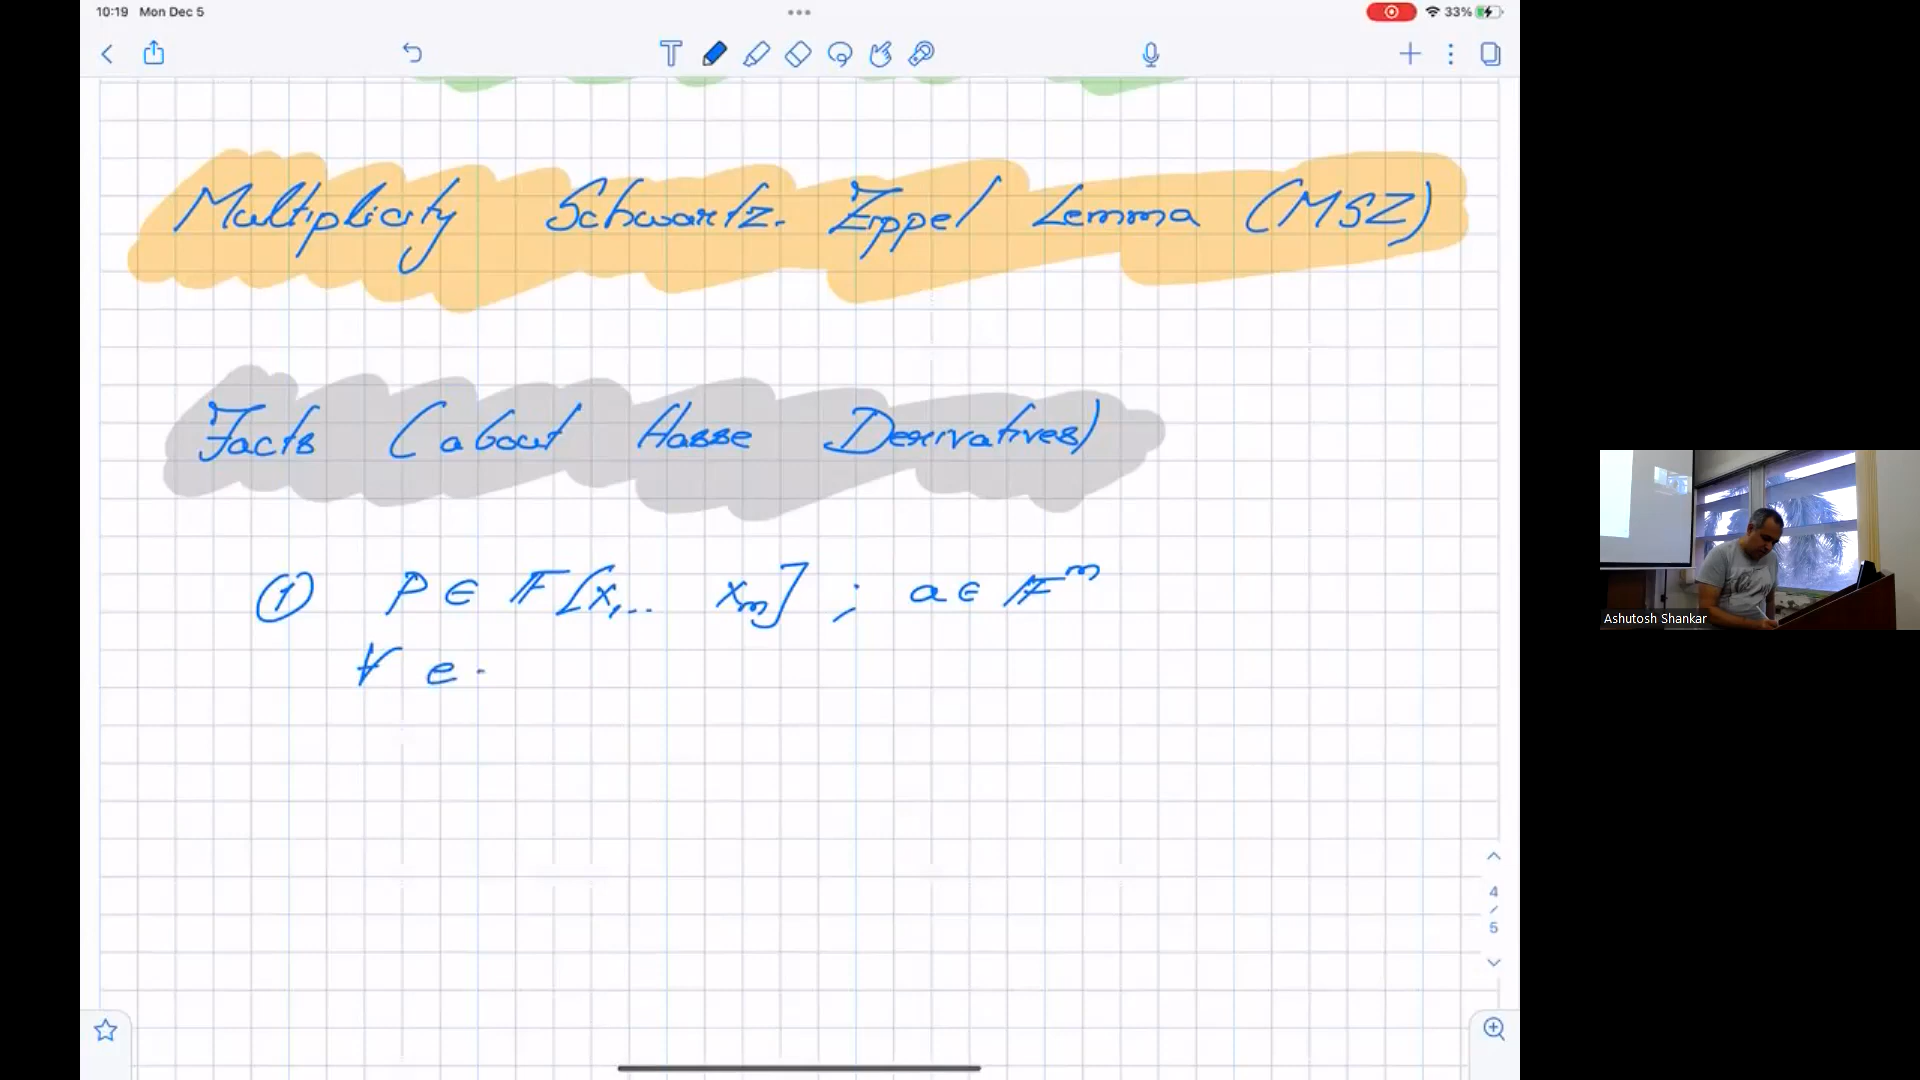 10:19 Mon Dec 5
33%
Multiplicity Schwartz-Zippel Lemma (MSZ)
Facts (about Hasse Derivatives)
① P ∈ 𝔽[x₁... xₘ] ; a ∈ 𝔽ᵐ
∀ e
4
/
5
Ashutosh Shankar